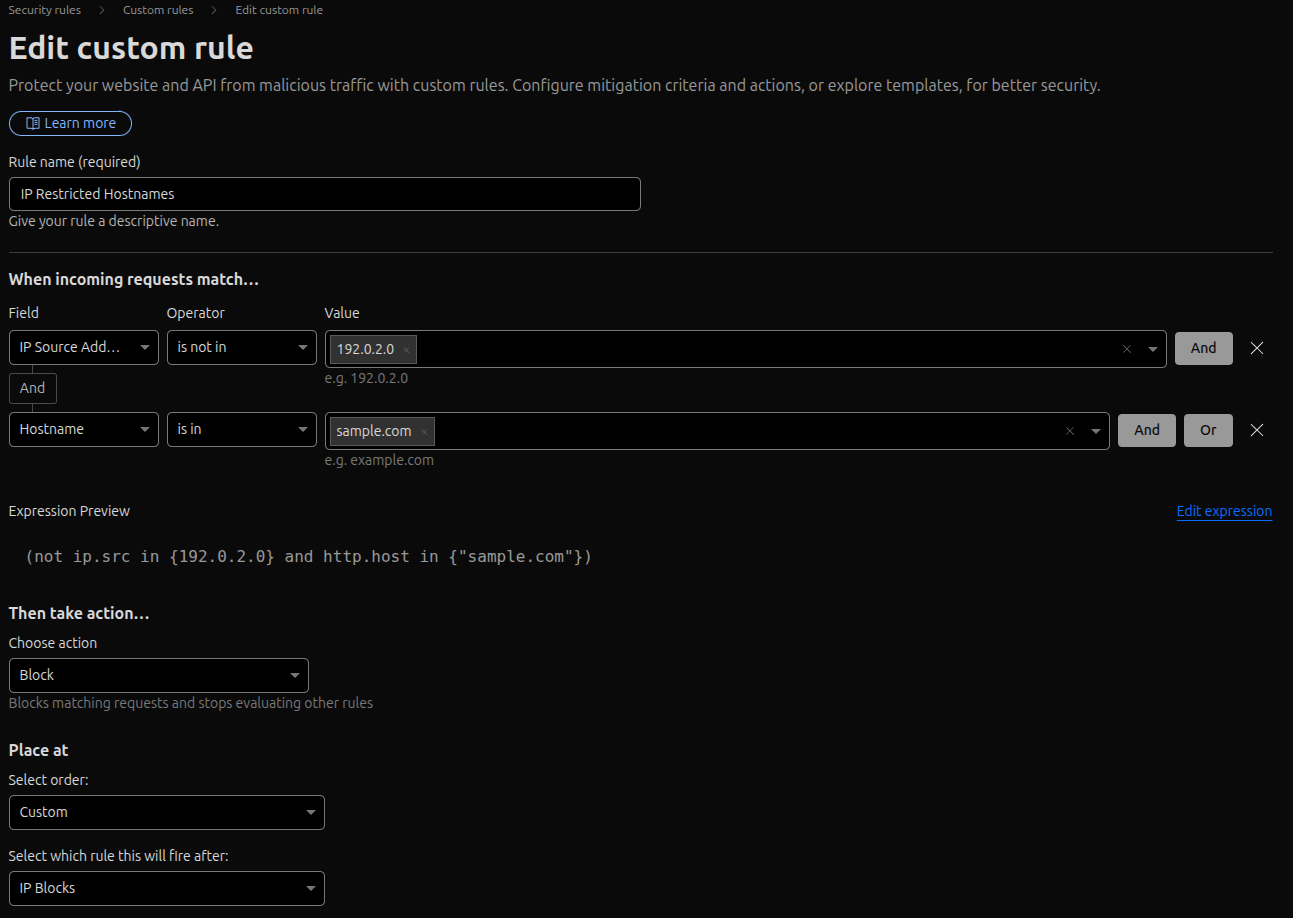 Security rules > Custom rules > Edit custom rule
Edit custom rule
Protect your website and API from malicious traffic with custom rules. Configure mitigation criteria and actions, or explore templates, for better security.
Learn more
Rule name (required)
IP Restricted Hostnames
Give your rule a descriptive name.
When incoming requests match…
Field Operator Value
IP Source Add... is not in 192.0.2.0 × And
e.g. 192.0.2.0
And
Hostname is in sample.com × And Or
e.g. example.com
Expression Preview Edit expression
(not ip.src in {192.0.2.0} and http.host in {"sample.com"})
Then take action…
Choose action
Block
Blocks matching requests and stops evaluating other rules
Place at
Select order:
Custom
Select which rule this will fire after:
IP Blocks